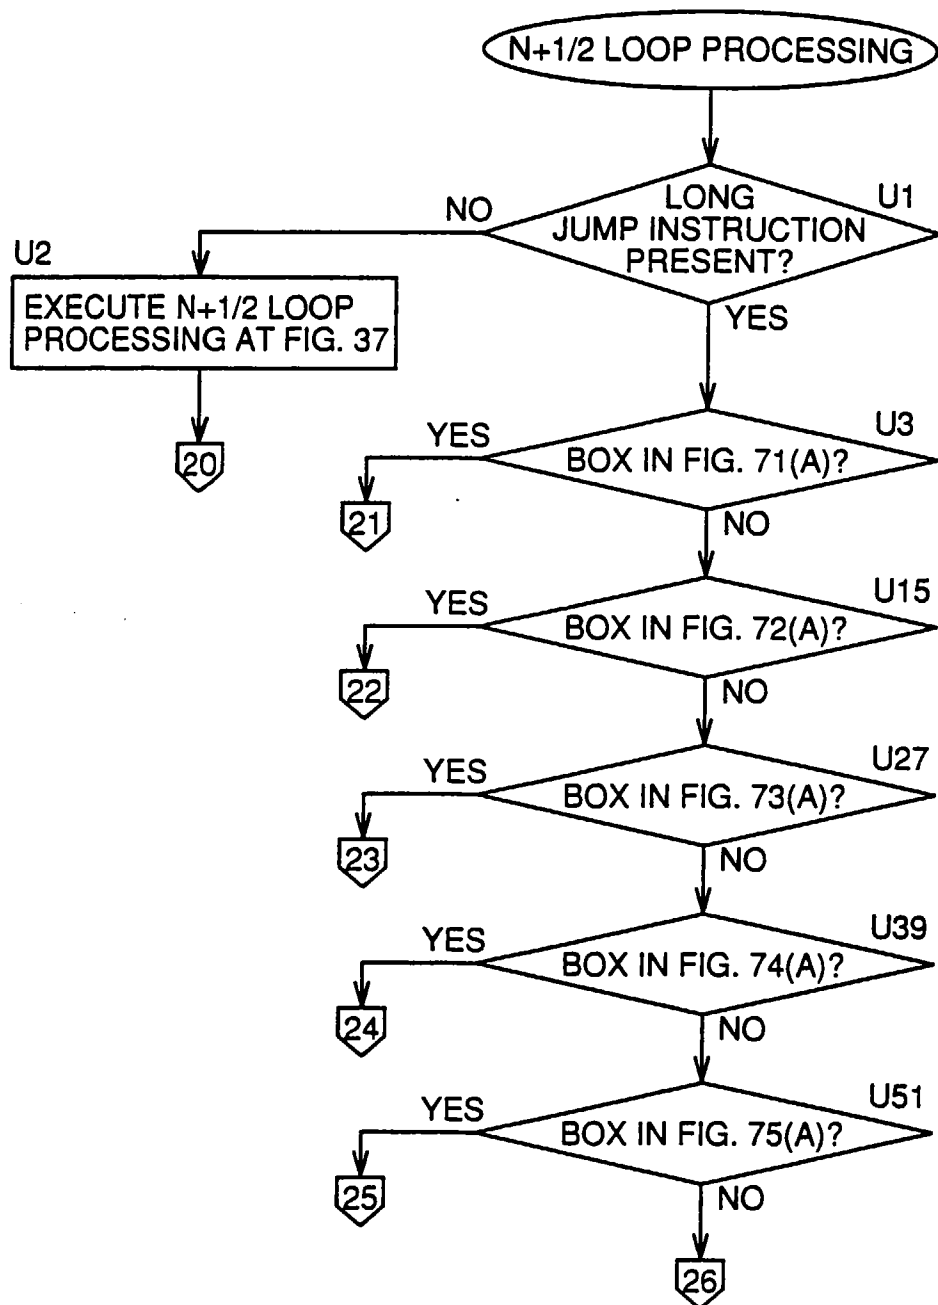 N+1/2 LOOP PROCESSING
LONG
JUMP INSTRUCTION
PRESENT?
U1
NO
YES
U2
EXECUTE N+1/2 LOOP
PROCESSING AT FIG. 37
20
U3
BOX IN FIG. 71(A)?
YES
21
NO
U15
BOX IN FIG. 72(A)?
YES
22
NO
U27
BOX IN FIG. 73(A)?
YES
23
NO
U39
BOX IN FIG. 74(A)?
YES
24
NO
U51
BOX IN FIG. 75(A)?
YES
25
NO
26